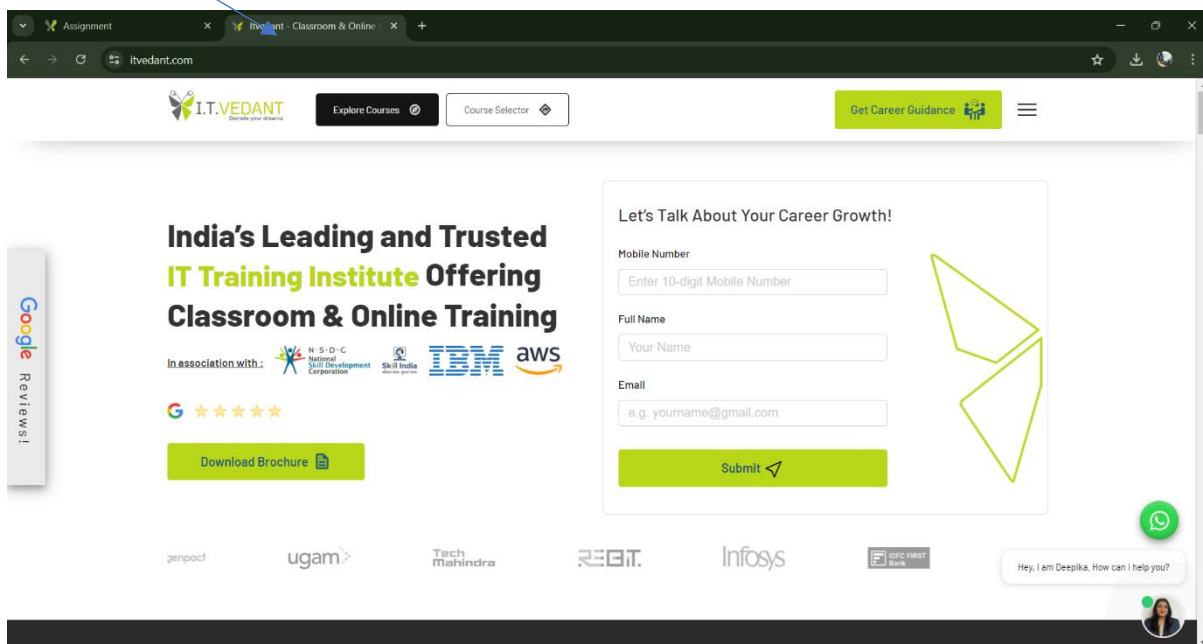 Assignment
Itvedant - Classroom & Online
itvedant.com
I.T.VEDANT
Decode your dreams
Explore Courses
Course Selector
Get Career Guidance
India's Leading and Trusted
IT Training Institute Offering
Classroom & Online Training
In association with :
N·S·D·C
National
Skill Development
Corporation
Skill India
IBM
aws
G
Download Brochure
Let's Talk About Your Career Growth!
Mobile Number
Enter 10-digit Mobile Number
Full Name
Your Name
Email
e.g. yourname@gmail.com
Submit
Google Reviews!
genpact
ugam
Tech
Mahindra
REBIT.
Infosys
IDFC FIRST
Bank
Hey, I am Deepika, How can I help you?